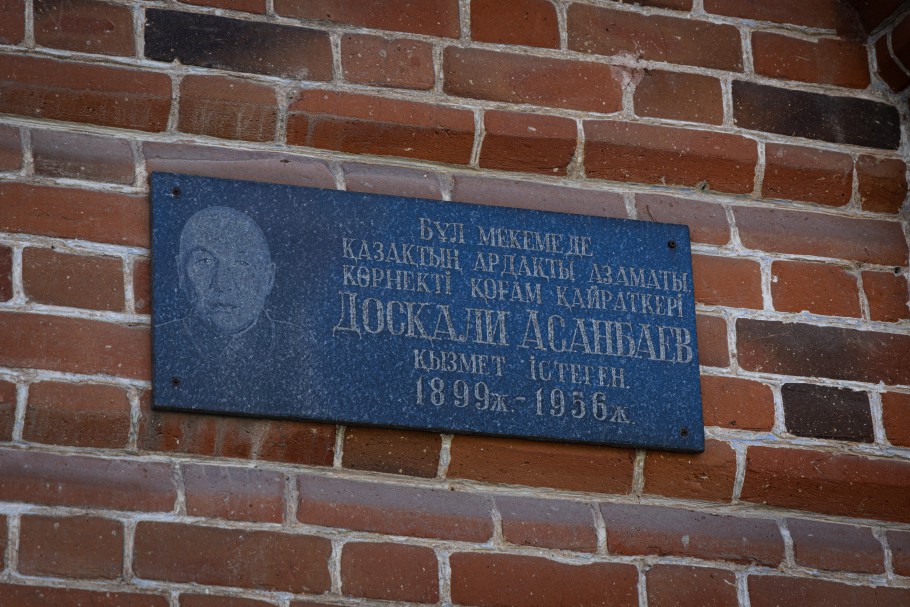 БҰЛ МЕКЕМЕДЕ
ҚАЗАҚТЫҢ АРДАҚТЫ АЗАМАТЫ
КӨРНЕКТІ ҚОҒАМ ҚАЙРАТКЕРІ
ДОСҚАЛИ АСАНБАЕВ
ҚЫЗМЕТ ІСТЕГЕН
1899ж.-1956ж